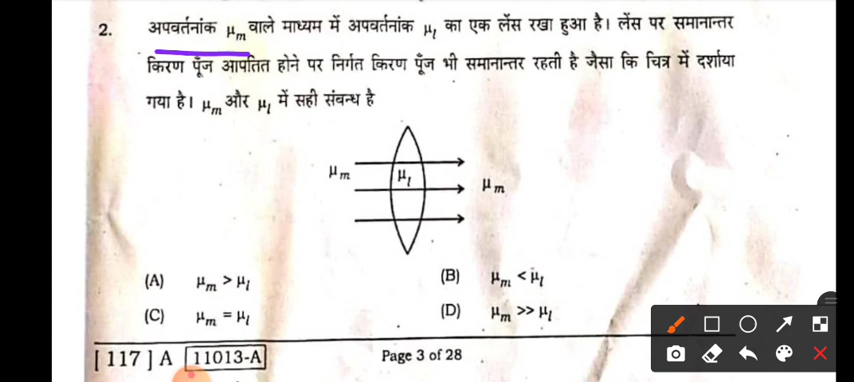 2. अपवर्तनांक μm वाले माध्यम में अपवर्तनांक μl का एक लेंस रखा हुआ है। लेंस पर समानान्तर
किरण पूँज आपतित होने पर निर्गत किरण पूँज भी समानान्तर रहती है जैसा कि चित्र में दर्शाया
गया है। μm और μl में सही संबन्ध है
μm μl μm
(A) μm > μl (B) μm < μl
(C) μm = μl (D) μm >> μl
[ 117 ] A 11013-A Page 3 of 28